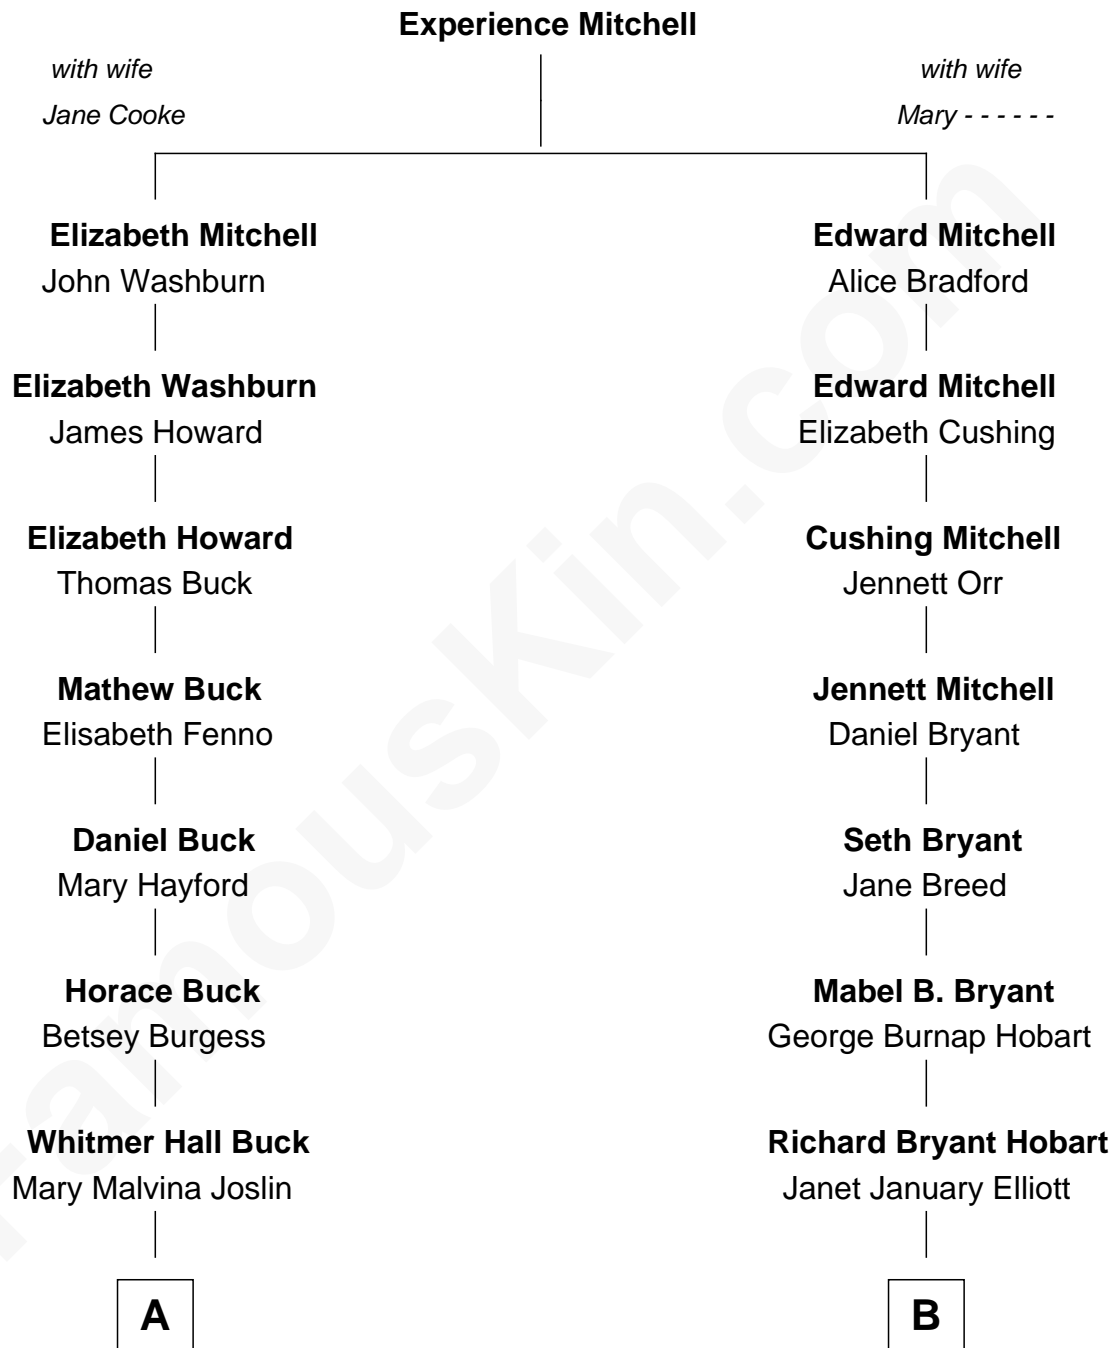 Experience Mitchell
with wife
Jane Cooke
with wife
Mary - - - - - -
Elizabeth Mitchell
John Washburn
Edward Mitchell
Alice Bradford
Elizabeth Washburn
James Howard
Edward Mitchell
Elizabeth Cushing
Elizabeth Howard
Thomas Buck
Cushing Mitchell
Jennett Orr
Mathew Buck
Elisabeth Fenno
Jennett Mitchell
Daniel Bryant
Daniel Buck
Mary Hayford
Seth Bryant
Jane Breed
Horace Buck
Betsey Burgess
Mabel B. Bryant
George Burnap Hobart
Whitmer Hall Buck
Mary Malvina Joslin
Richard Bryant Hobart
Janet January Elliott
A
B
FamousKin.com